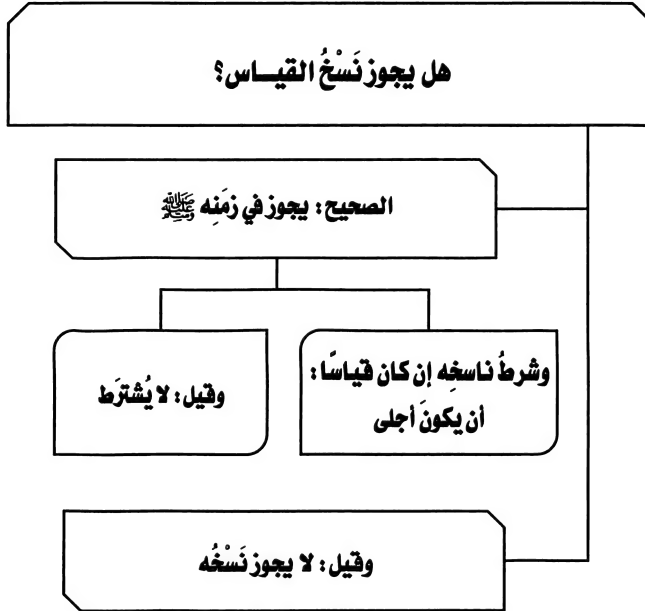 هل يجوز نَسْخُ القيـــاس؟
الصحيح: يجوز في زمَنِه ﷺ
وشرطُ ناسخِه إن كان قياسًا:
أن يكونَ أجلى
وقيل: لا يُشترَط
وقيل: لا يجوز نَسْخُه